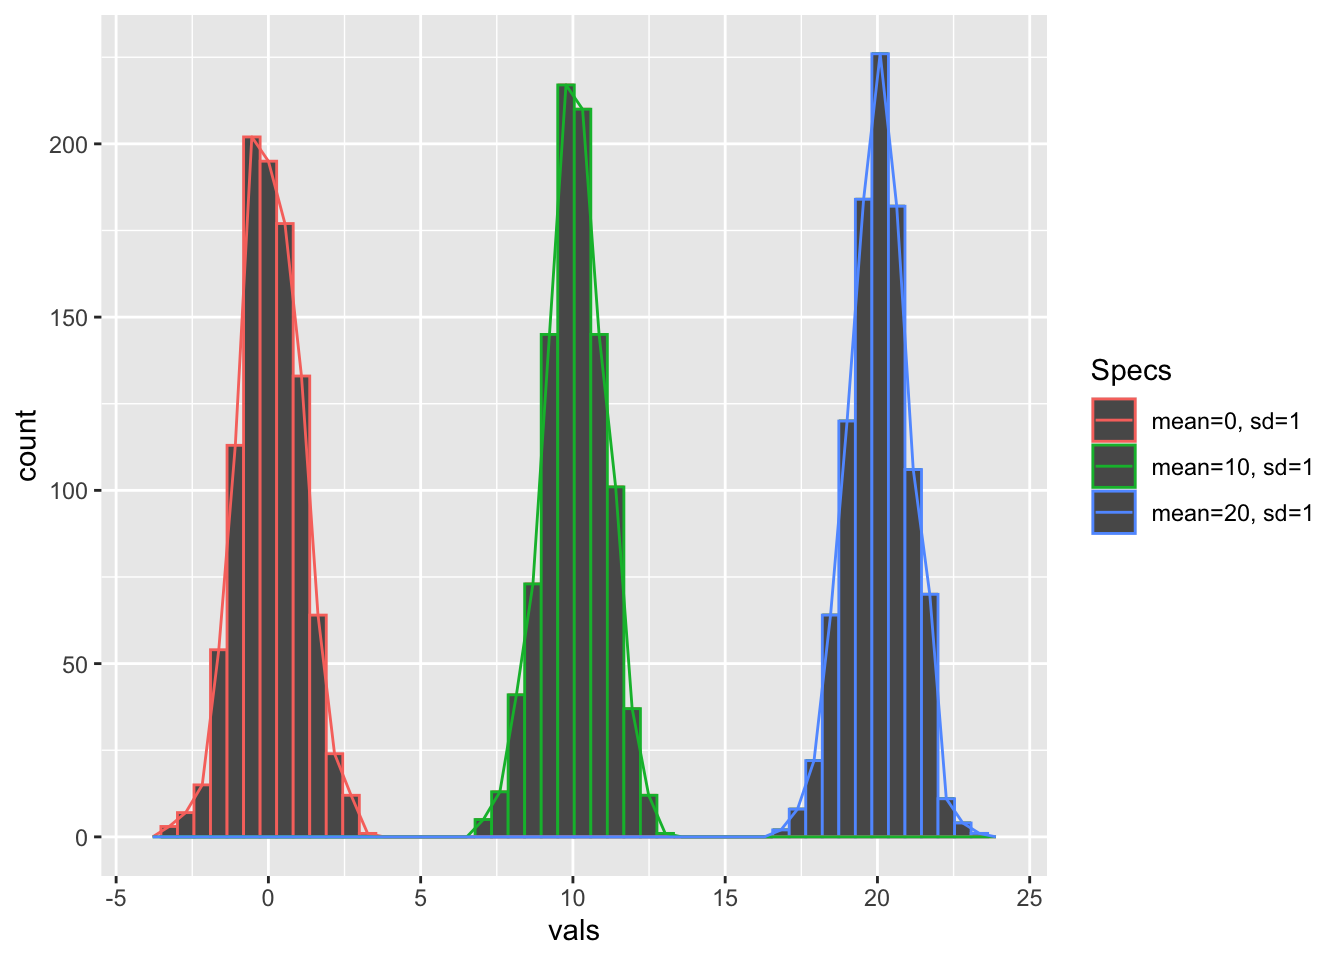 count
200
150
100
50
0
-5 0 5 10 15 20 25
vals
Specs
mean=0, sd=1
mean=10, sd=1
mean=20, sd=1